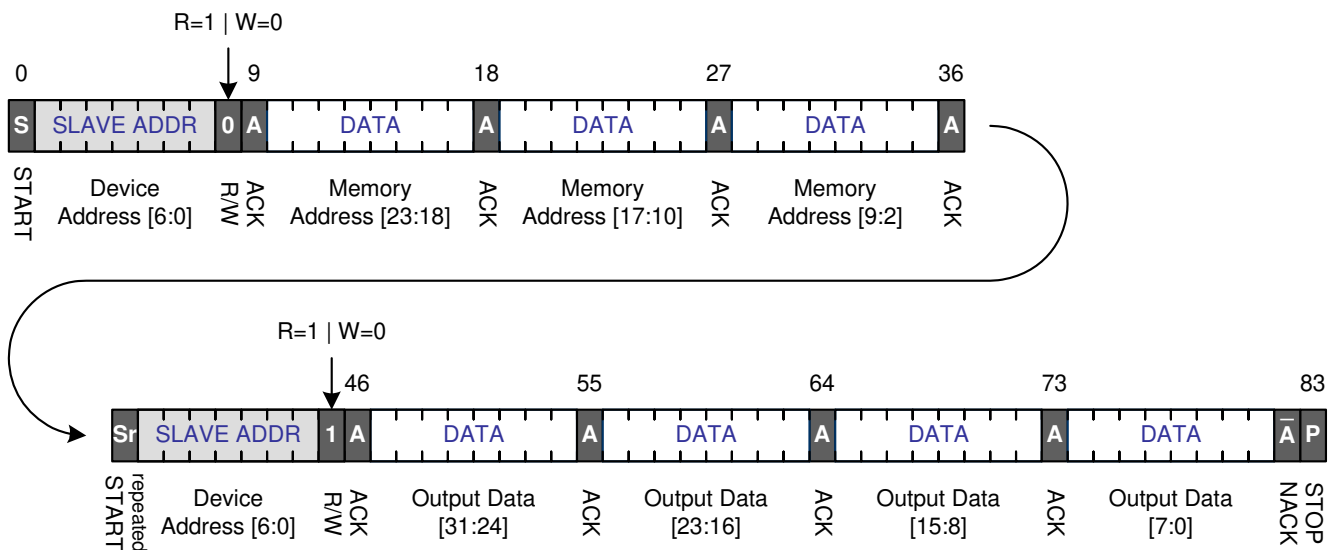 R=1 | W=0
0 9 18 27 36
S SLAVE ADDR 0 A DATA A DATA A DATA A
START
Device
Address [6:0]
R/W
ACK
Memory
Address [23:18]
ACK
Memory
Address [17:10]
ACK
Memory
Address [9:2]
ACK
R=1 | W=0
46 55 64 73 83
Sr SLAVE ADDR 1 A DATA A DATA A DATA A DATA A̅ P
repeated
START
Device
Address [6:0]
R/W
ACK
Output Data
[31:24]
ACK
Output Data
[23:16]
ACK
Output Data
[15:8]
ACK
Output Data
[7:0]
NACK
STOP